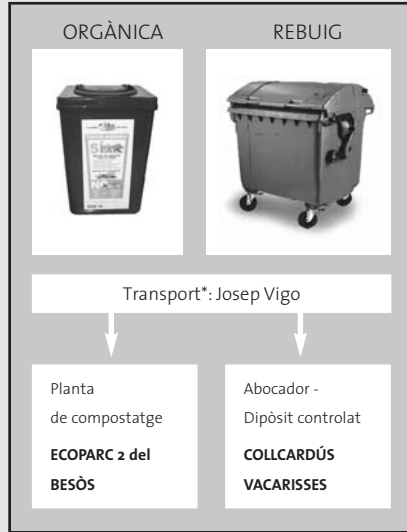 ORGÀNICA
REBUIG
Transport*: Josep Vigo
Planta
de compostatge
ECOPARC 2 del
BESÒS
Abocador -
Dipòsit controlat
COLLCARDÚS
VACARISSES